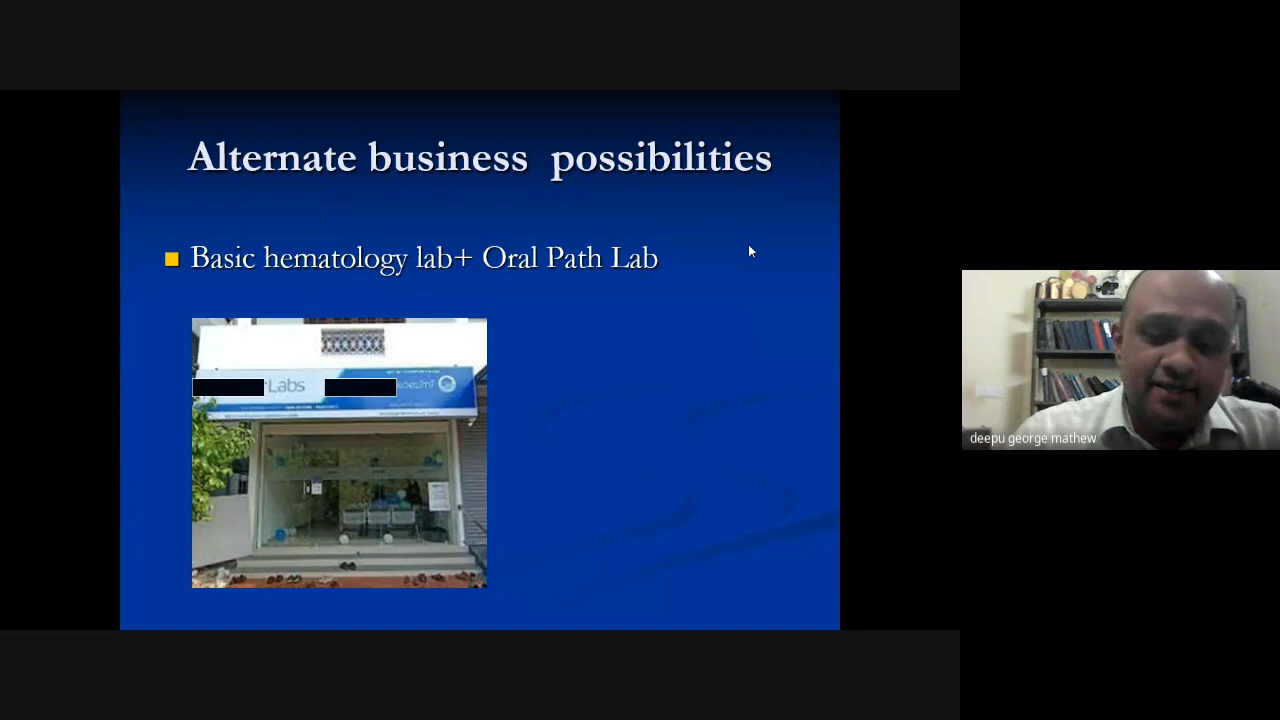 Alternate business possibilities
Basic hematology lab+ Oral Path Lab
Labs
deepu george mathew